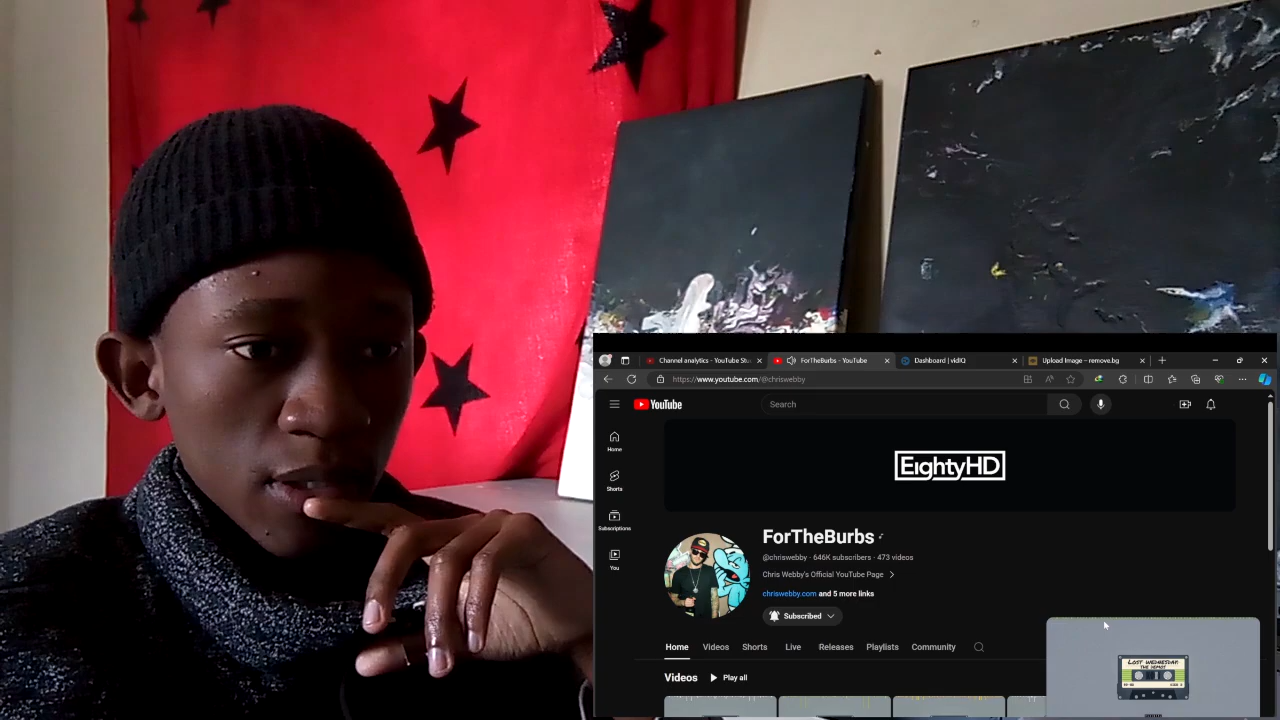 Channel analytics - YouTube Stu
ForTheBurbs - YouTube
Dashboard | vidIQ
Upload Image – remove.bg
https://www.youtube.com/@chriswebby
YouTube
Search
Home
Shorts
Subscriptions
You
EightyHD
ForTheBurbs
@chriswebby · 646K subscribers · 473 videos
Chris Webby's Official YouTube Page
chriswebby.com and 5 more links
Subscribed
Home Videos Shorts Live Releases Playlists Community
Videos Play all
LOST WEDNESDAY
THE DEMOS